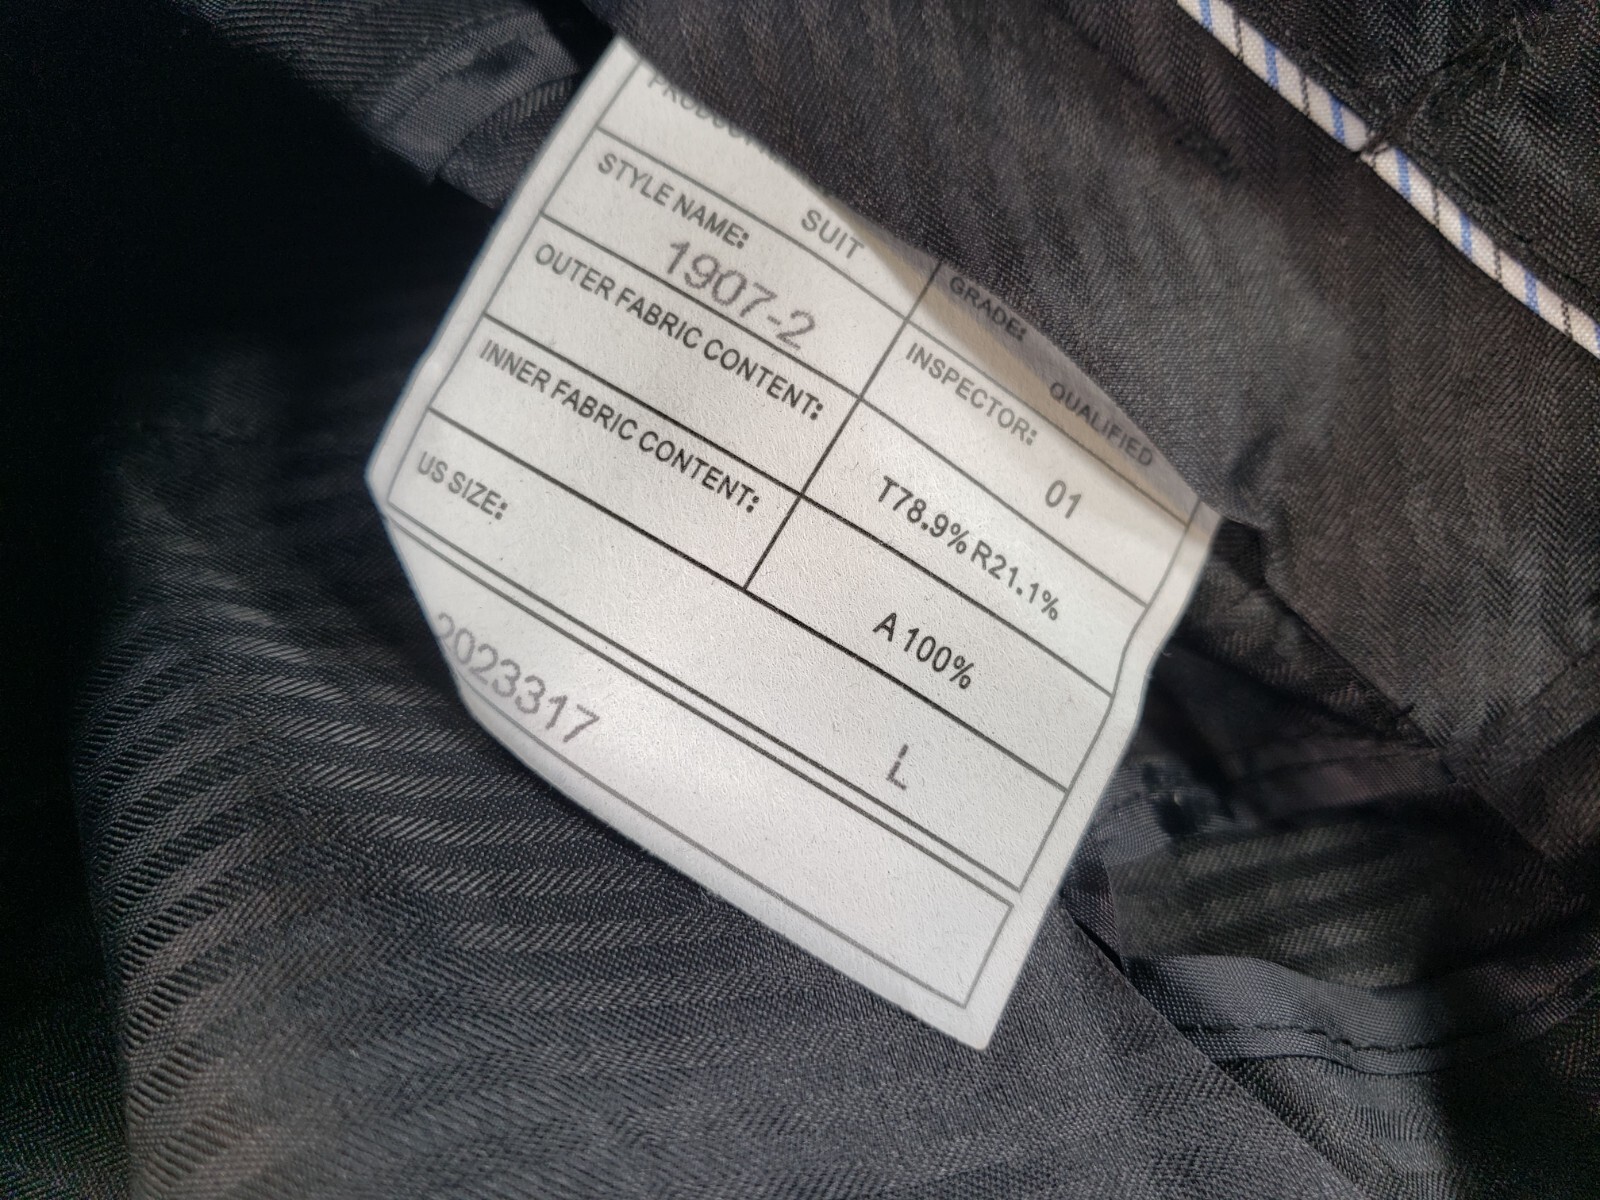 SUIT
STYLE NAME:
1907-2
GRADE:
QUALIFIED
OUTER FABRIC CONTENT:
INSPECTOR:
01
INNER FABRIC CONTENT:
T78.9% R21.1%
US SIZE:
A 100%
L
2023317